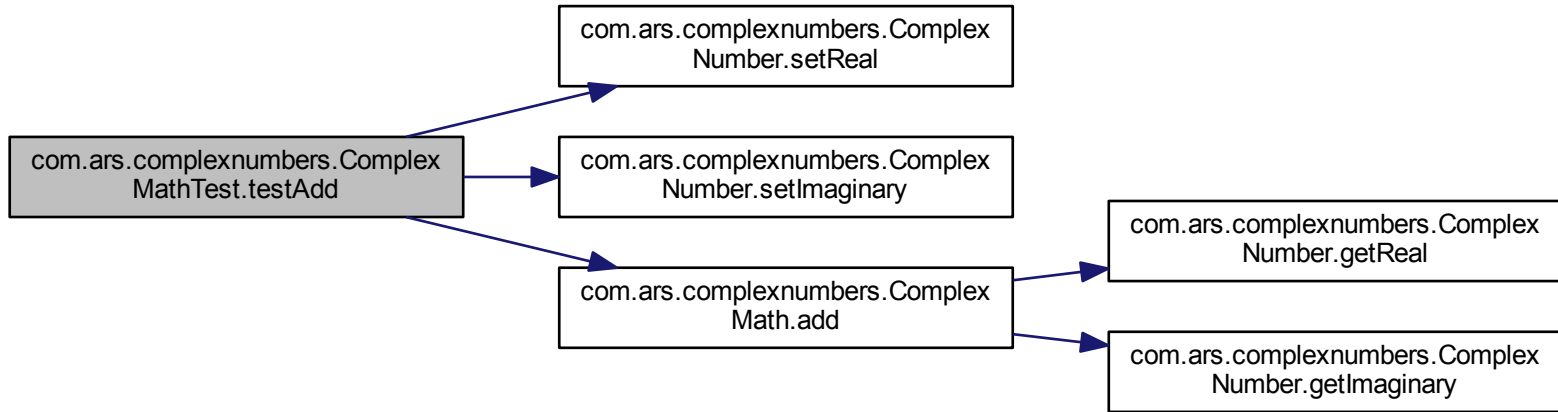 com.ars.complexnumbers.Complex
Number.setReal
com.ars.complexnumbers.Complex
MathTest.testAdd
com.ars.complexnumbers.Complex
Number.setImaginary
com.ars.complexnumbers.Complex
Math.add
com.ars.complexnumbers.Complex
Number.getReal
com.ars.complexnumbers.Complex
Number.getImaginary